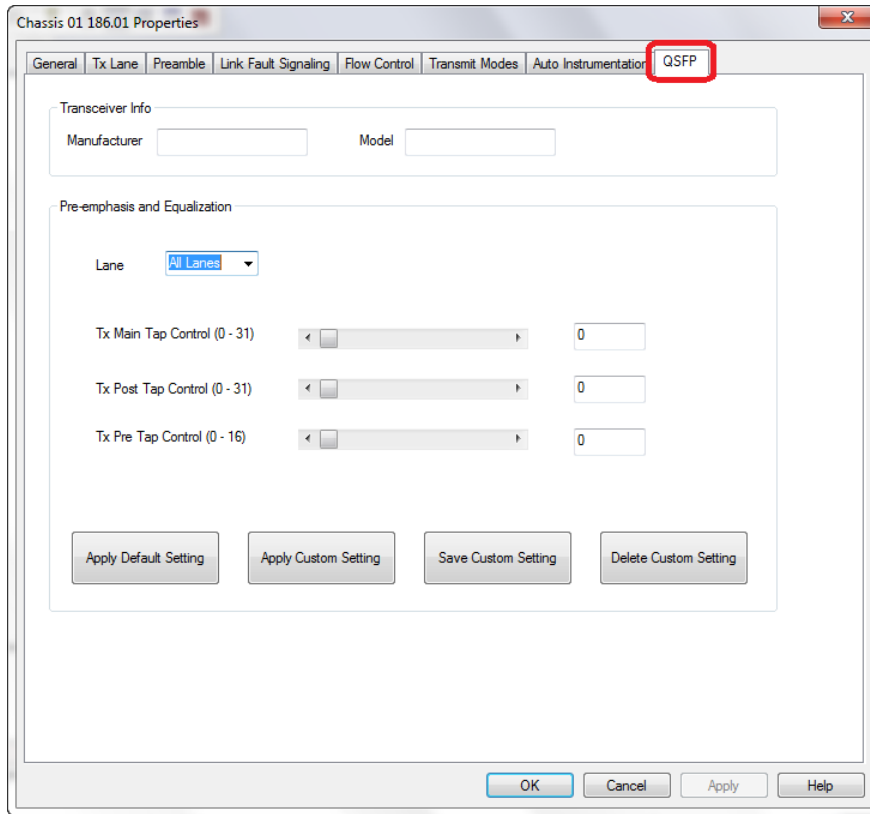 Chassis 01 186.01 Properties
General Tx Lane Preamble Link Fault Signaling Flow Control Transmit Modes Auto Instrumentation QSFP
Transceiver Info
Manufacturer Model
Pre-emphasis and Equalization
Lane All Lanes
Tx Main Tap Control (0 - 31) 0
Tx Post Tap Control (0 - 31) 0
Tx Pre Tap Control (0 - 16) 0
Apply Default Setting Apply Custom Setting Save Custom Setting Delete Custom Setting
OK Cancel Apply Help